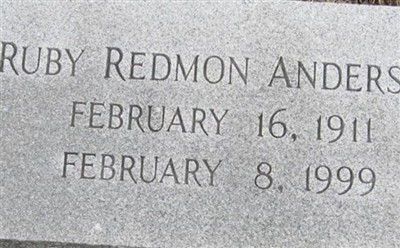 RUBY REDMON ANDERS
FEBRUARY 16, 1911
FEBRUARY 8, 1999